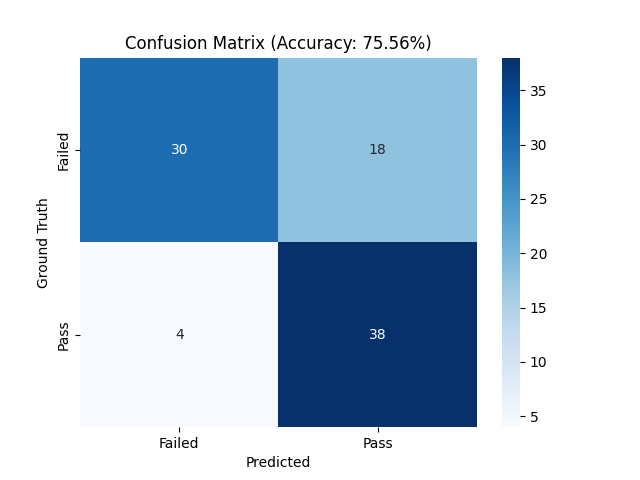 Confusion Matrix (Accuracy: 75.56%)
Ground Truth
Failed
Pass
30
18
4
38
Failed
Pass
Predicted
35
30
25
20
15
10
5